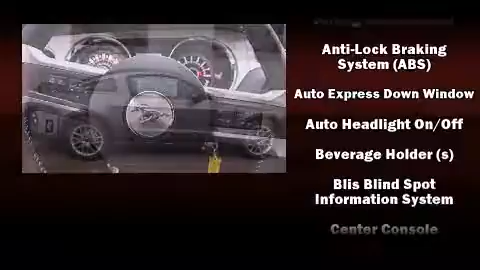 Anti-Lock Braking
System (ABS)
Auto Express Down Window
Auto Headlight On/Off
Beverage Holder (s)
Blis Blind Spot
Information System
Center Console